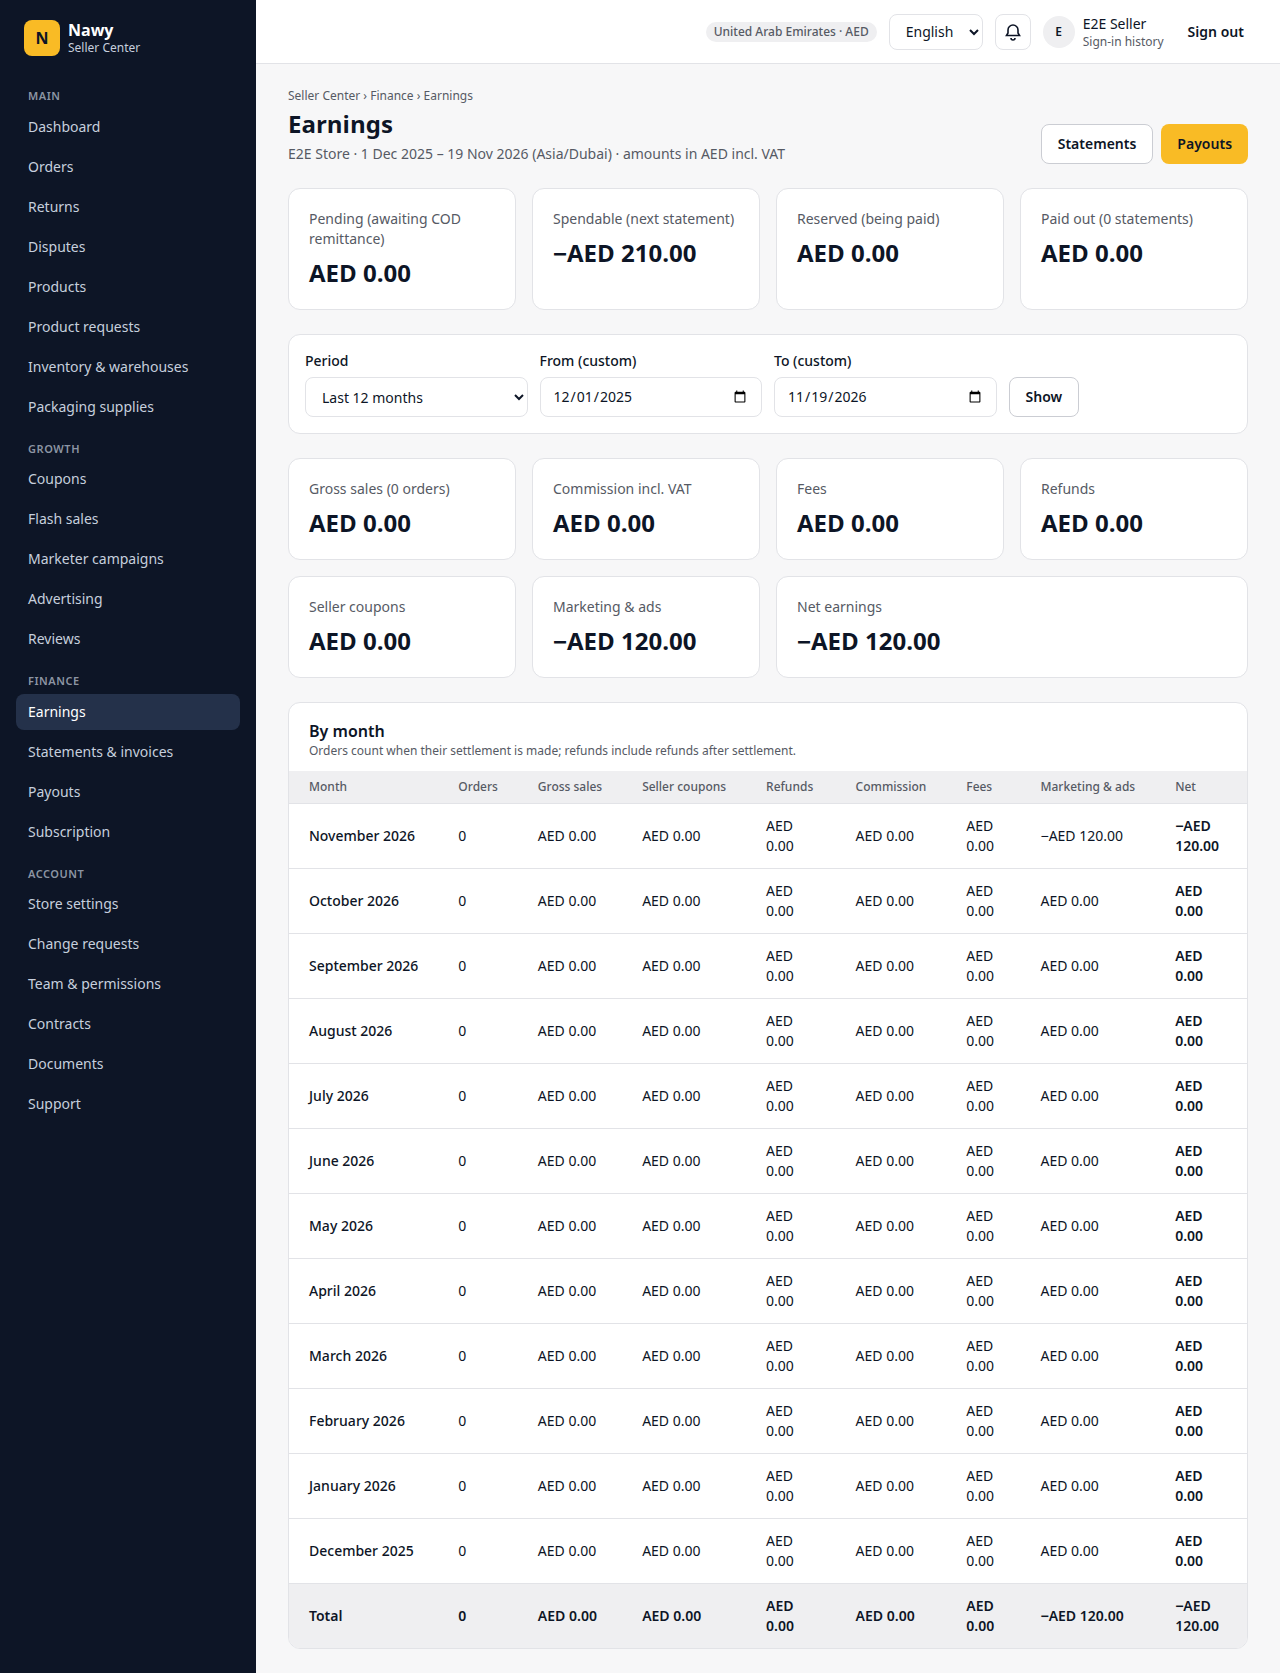 N
Nawy
Seller Center
MAIN
Dashboard
Orders
Returns
Disputes
Products
Product requests
Inventory & warehouses
Packaging supplies
GROWTH
Coupons
Flash sales
Marketer campaigns
Advertising
Reviews
FINANCE
Earnings
Statements & invoices
Payouts
Subscription
ACCOUNT
Store settings
Change requests
Team & permissions
Contracts
Documents
Support
United Arab Emirates · AED
English
E
E2E Seller
Sign-in history
Sign out
Seller Center › Finance › Earnings
Earnings
E2E Store · 1 Dec 2025 – 19 Nov 2026 (Asia/Dubai) · amounts in AED incl. VAT
Statements
Payouts
Pending (awaiting COD
remittance)
AED 0.00
Spendable (next statement)
−AED 210.00
Reserved (being paid)
AED 0.00
Paid out (0 statements)
AED 0.00
Period
Last 12 months
From (custom)
12/01/2025
To (custom)
11/19/2026
Show
Gross sales (0 orders)
AED 0.00
Commission incl. VAT
AED 0.00
Fees
AED 0.00
Refunds
AED 0.00
Seller coupons
AED 0.00
Marketing & ads
−AED 120.00
Net earnings
−AED 120.00
By month
Orders count when their settlement is made; refunds include refunds after settlement.
Month Orders Gross sales Seller coupons Refunds Commission Fees Marketing & ads Net
November 2026 0 AED 0.00 AED 0.00 AED 0.00 AED 0.00 AED 0.00 −AED 120.00 −AED 120.00
October 2026 0 AED 0.00 AED 0.00 AED 0.00 AED 0.00 AED 0.00 AED 0.00 AED 0.00
September 2026 0 AED 0.00 AED 0.00 AED 0.00 AED 0.00 AED 0.00 AED 0.00 AED 0.00
August 2026 0 AED 0.00 AED 0.00 AED 0.00 AED 0.00 AED 0.00 AED 0.00 AED 0.00
July 2026 0 AED 0.00 AED 0.00 AED 0.00 AED 0.00 AED 0.00 AED 0.00 AED 0.00
June 2026 0 AED 0.00 AED 0.00 AED 0.00 AED 0.00 AED 0.00 AED 0.00 AED 0.00
May 2026 0 AED 0.00 AED 0.00 AED 0.00 AED 0.00 AED 0.00 AED 0.00 AED 0.00
April 2026 0 AED 0.00 AED 0.00 AED 0.00 AED 0.00 AED 0.00 AED 0.00 AED 0.00
March 2026 0 AED 0.00 AED 0.00 AED 0.00 AED 0.00 AED 0.00 AED 0.00 AED 0.00
February 2026 0 AED 0.00 AED 0.00 AED 0.00 AED 0.00 AED 0.00 AED 0.00 AED 0.00
January 2026 0 AED 0.00 AED 0.00 AED 0.00 AED 0.00 AED 0.00 AED 0.00 AED 0.00
December 2025 0 AED 0.00 AED 0.00 AED 0.00 AED 0.00 AED 0.00 AED 0.00 AED 0.00
Total 0 AED 0.00 AED 0.00 AED 0.00 AED 0.00 AED 0.00 −AED 120.00 −AED 120.00